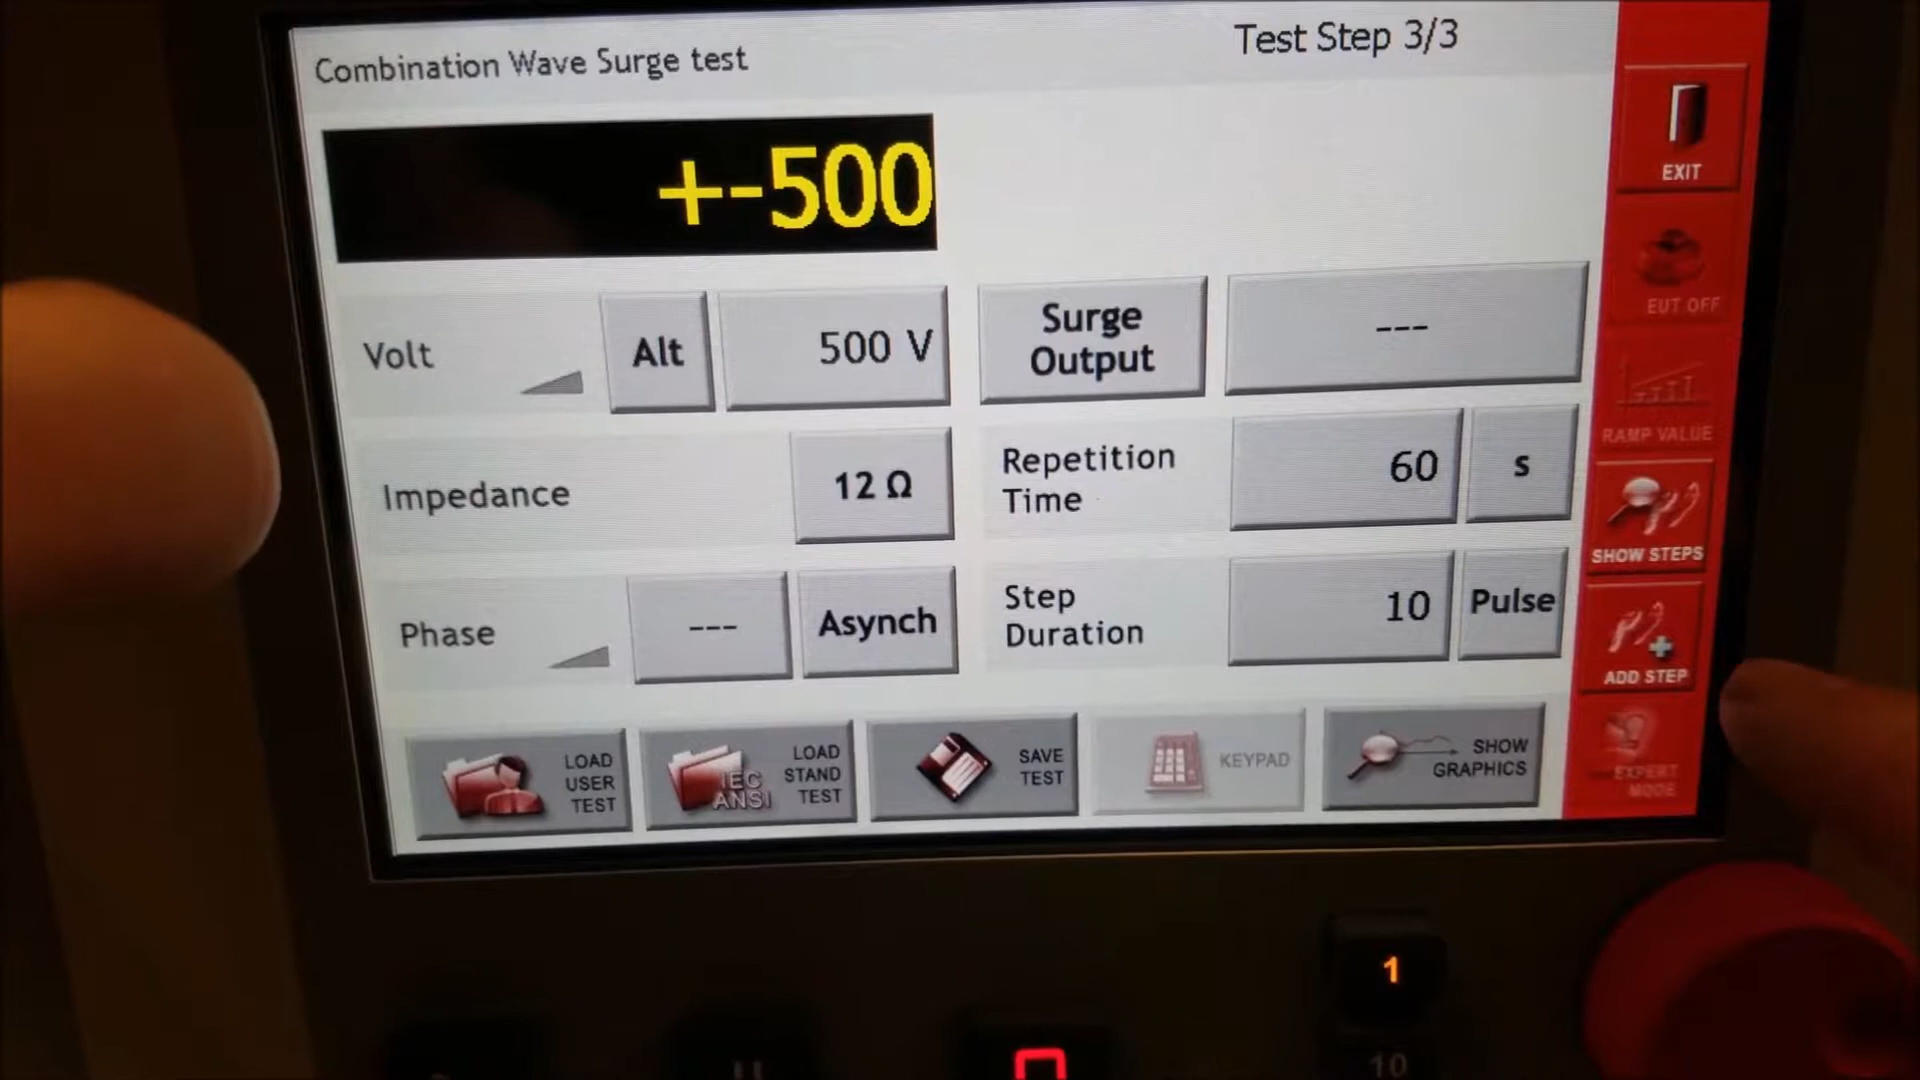 Combination Wave Surge test
Test Step 3/3
+-500
EXIT
EUT OFF
Volt
Alt
500 V
Surge
Output
---
RAMP VALUE
Impedance
12 Ω
Repetition
Time
60
s
SHOW STEPS
Phase
---
Asynch
Step
Duration
10
Pulse
ADD STEP
LOAD
USER
TEST
IEC
ANSI
LOAD
STAND
TEST
SAVE
TEST
KEYPAD
SHOW
GRAPHICS
EXPERT
MODE
1
10